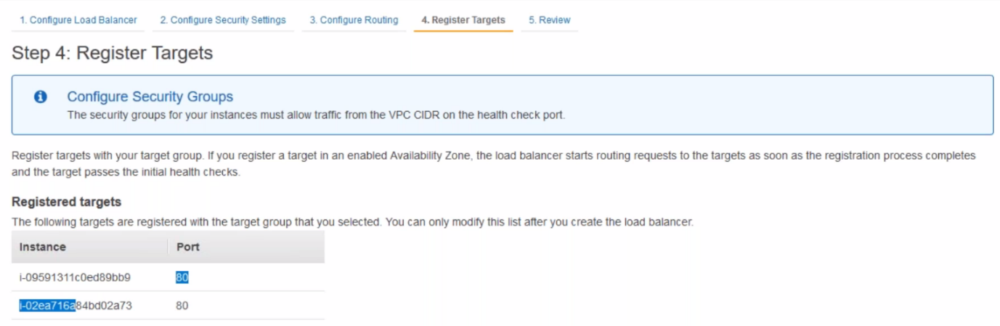 1. Configure Load Balancer 2. Configure Security Settings 3. Configure Routing 4. Register Targets 5. Review
Step 4: Register Targets
Configure Security Groups
The security groups for your instances must allow traffic from the VPC CIDR on the health check port.
Register targets with your target group. If you register a target in an enabled Availability Zone, the load balancer starts routing requests to the targets as soon as the registration process completes
and the target passes the initial health checks.
Registered targets
The following targets are registered with the target group that you selected. You can only modify this list after you create the load balancer.
Instance Port
i-09591311c0ed89bb9 80
i-02ea716a84bd02a73 80